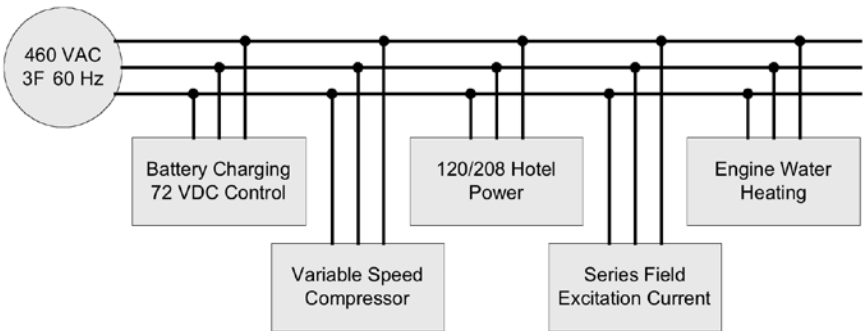 460 VAC
3F 60 Hz
Battery Charging
72 VDC Control
120/208 Hotel
Power
Engine Water
Heating
Variable Speed
Compressor
Series Field
Excitation Current